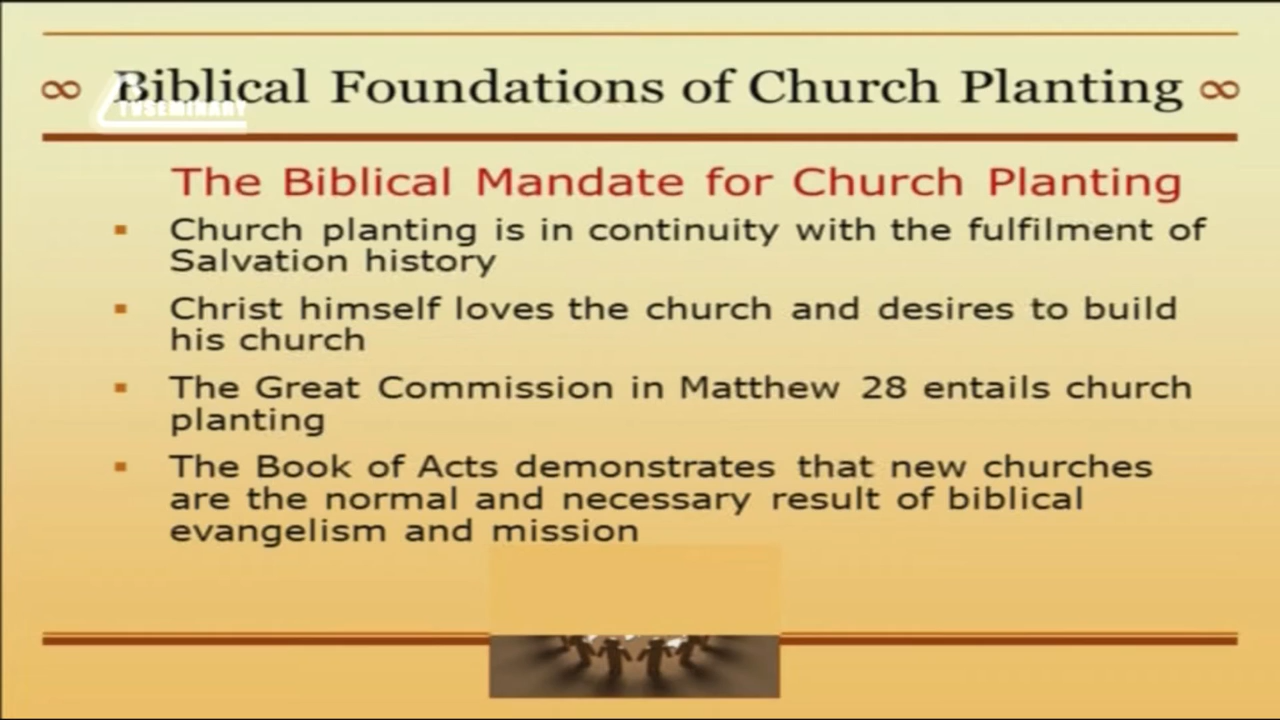 ∞ Biblical Foundations of Church Planting ∞
TVSEMINARY
The Biblical Mandate for Church Planting
▪ Church planting is in continuity with the fulfilment of
Salvation history
▪ Christ himself loves the church and desires to build
his church
▪ The Great Commission in Matthew 28 entails church
planting
▪ The Book of Acts demonstrates that new churches
are the normal and necessary result of biblical
evangelism and mission